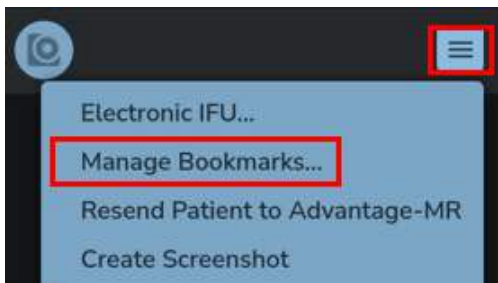 Electronic IFU...
Manage Bookmarks...
Resend Patient to Advantage-MR
Create Screenshot